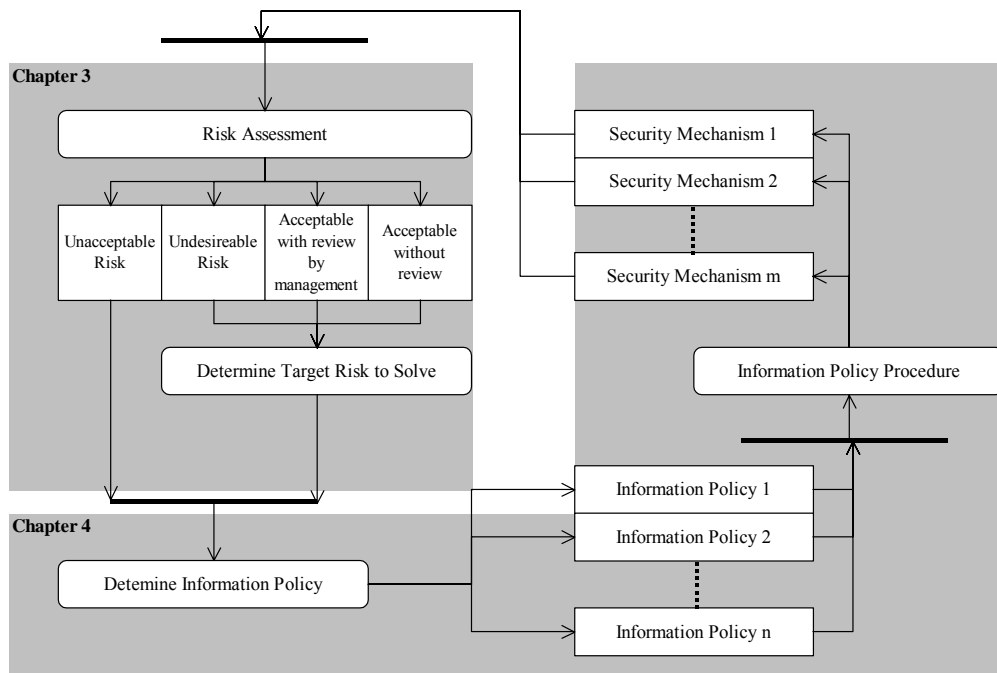 Chapter 3
Risk Assessment
Unacceptable
Risk
Undesireable
Risk
Acceptable
with review
by
management
Acceptable
without
review
Determine Target Risk to Solve
Security Mechanism 1
Security Mechanism 2
Security Mechanism m
Information Policy Procedure
Chapter 4
Detemine Information Policy
Information Policy 1
Information Policy 2
Information Policy n